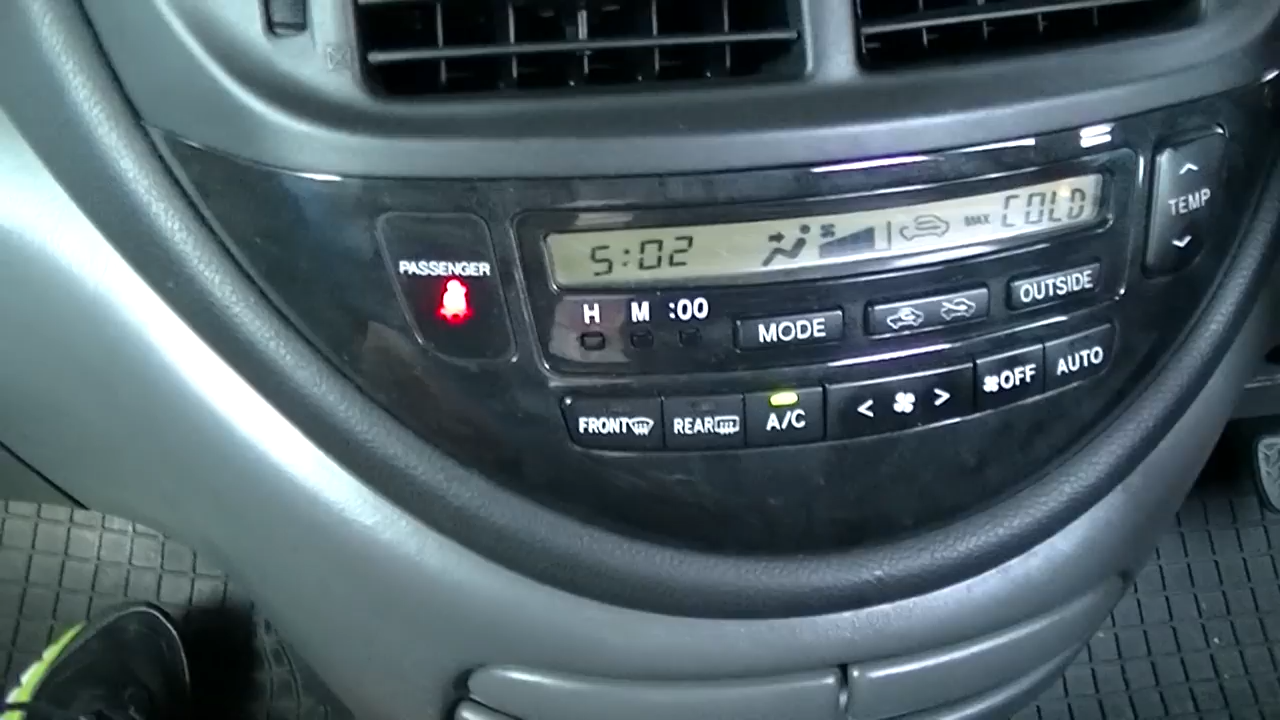 PASSENGER
5:02 MAX COLD
TEMP
H M :00
MODE
OUTSIDE
FRONT REAR A/C < > OFF AUTO